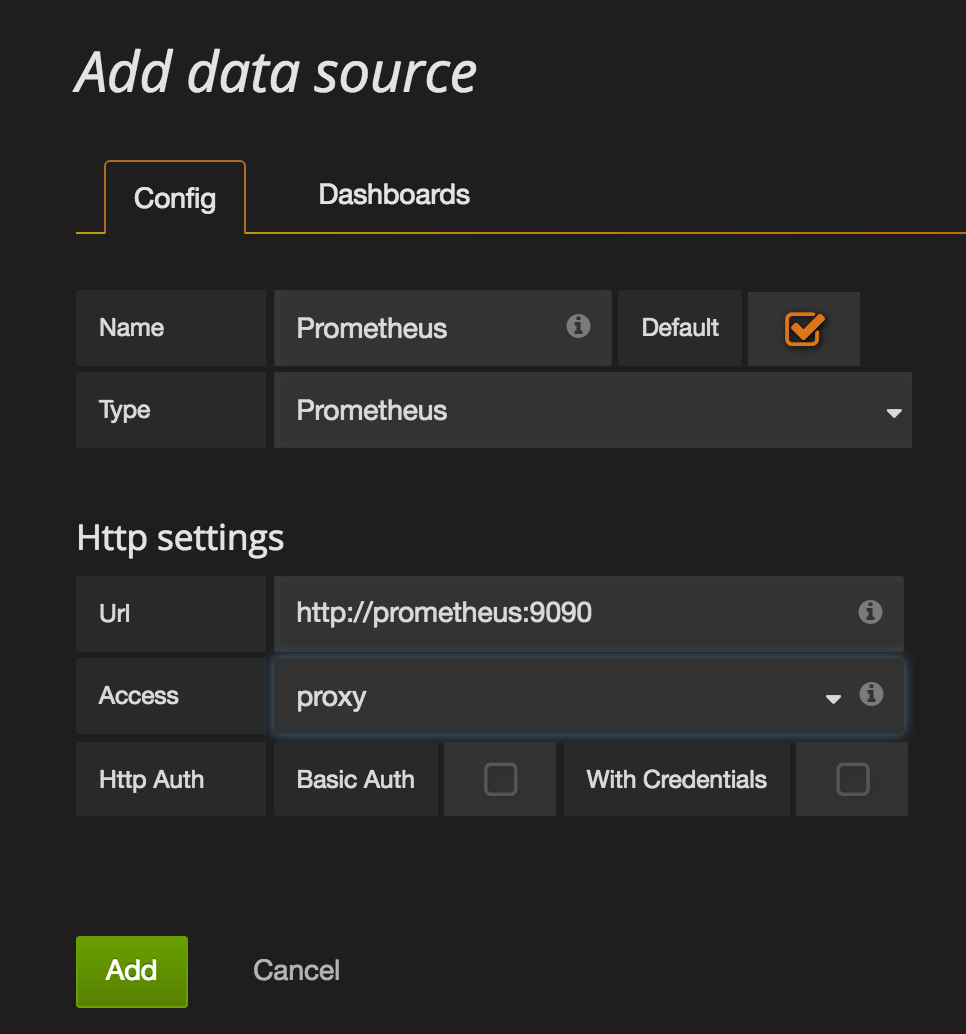 Add data source
Config Dashboards
Name Prometheus Default
Type Prometheus
Http settings
Url http://prometheus:9090
Access proxy
Http Auth Basic Auth With Credentials
Add Cancel